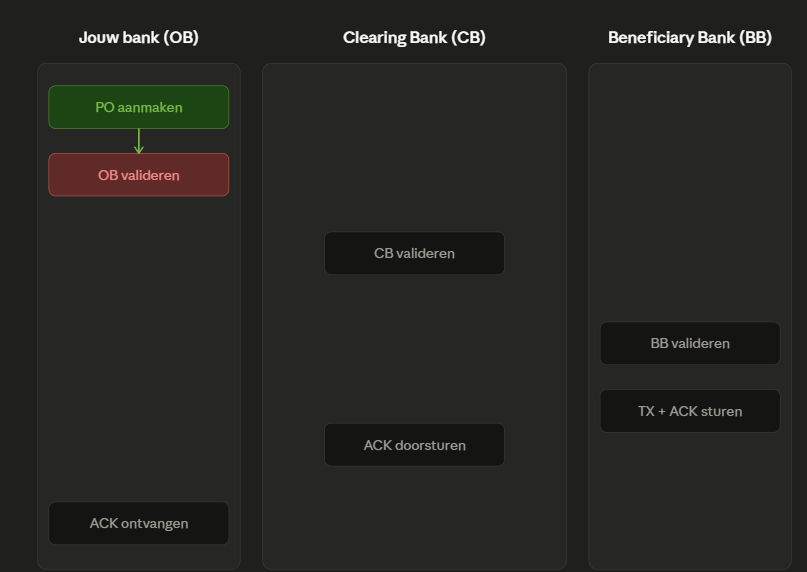 Jouw bank (OB)
Clearing Bank (CB)
Beneficiary Bank (BB)
PO aanmaken
OB valideren
CB valideren
BB valideren
TX + ACK sturen
ACK doorsturen
ACK ontvangen